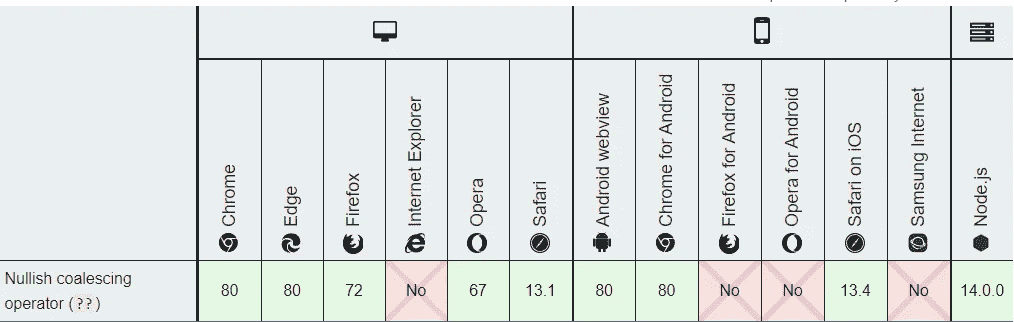 Chrome
Edge
Firefox
Internet Explorer
Opera
Safari
Android webview
Chrome for Android
Firefox for Android
Opera for Android
Safari on iOS
Samsung Internet
Node.js
Nullish coalescing
operator (??)
80
80
72
No
67
13.1
80
80
No
No
13.4
No
14.0.0